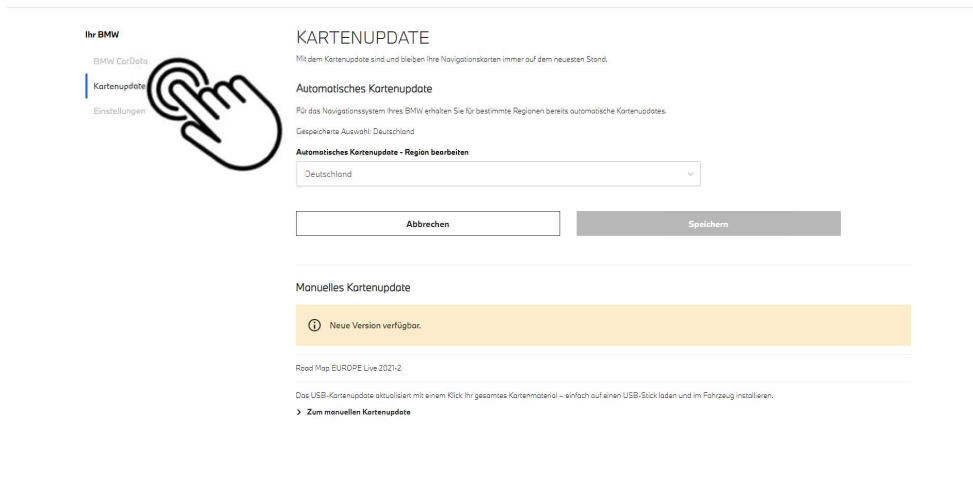 Ihr BMW
BMW CarData
Kartenupdate
Einstellungen
KARTENUPDATE
Mit dem Kartenupdate sind und bleiben Ihre Navigationskarten immer auf dem neuesten Stand.
Automatisches Kartenupdate
Für das Navigationssystem Ihres BMW erhalten Sie für bestimmte Regionen bereits automatische Kartenupdates.
Gespeicherte Auswahl: Deutschland
Automatisches Kartenupdate - Region bearbeiten
Deutschland
Abbrechen
Speichern
Manuelles Kartenupdate
Neue Version verfügbar.
Road Map EUROPE Live 2021-2
Das USB-Kartenupdate aktualisiert mit einem Klick Ihr gesamtes Kartenmaterial – einfach auf einen USB-Stick laden und im Fahrzeug installieren.
Zum manuellen Kartenupdate